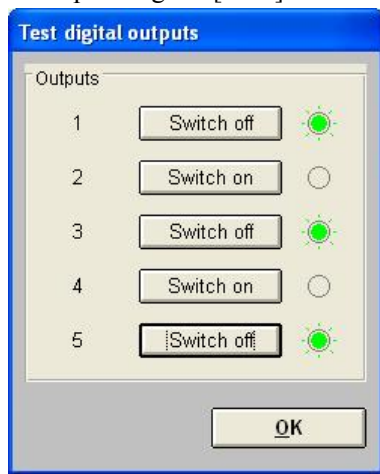 Test digital outputs
Outputs
1 Switch off
2 Switch on
3 Switch off
4 Switch on
5 Switch off
OK